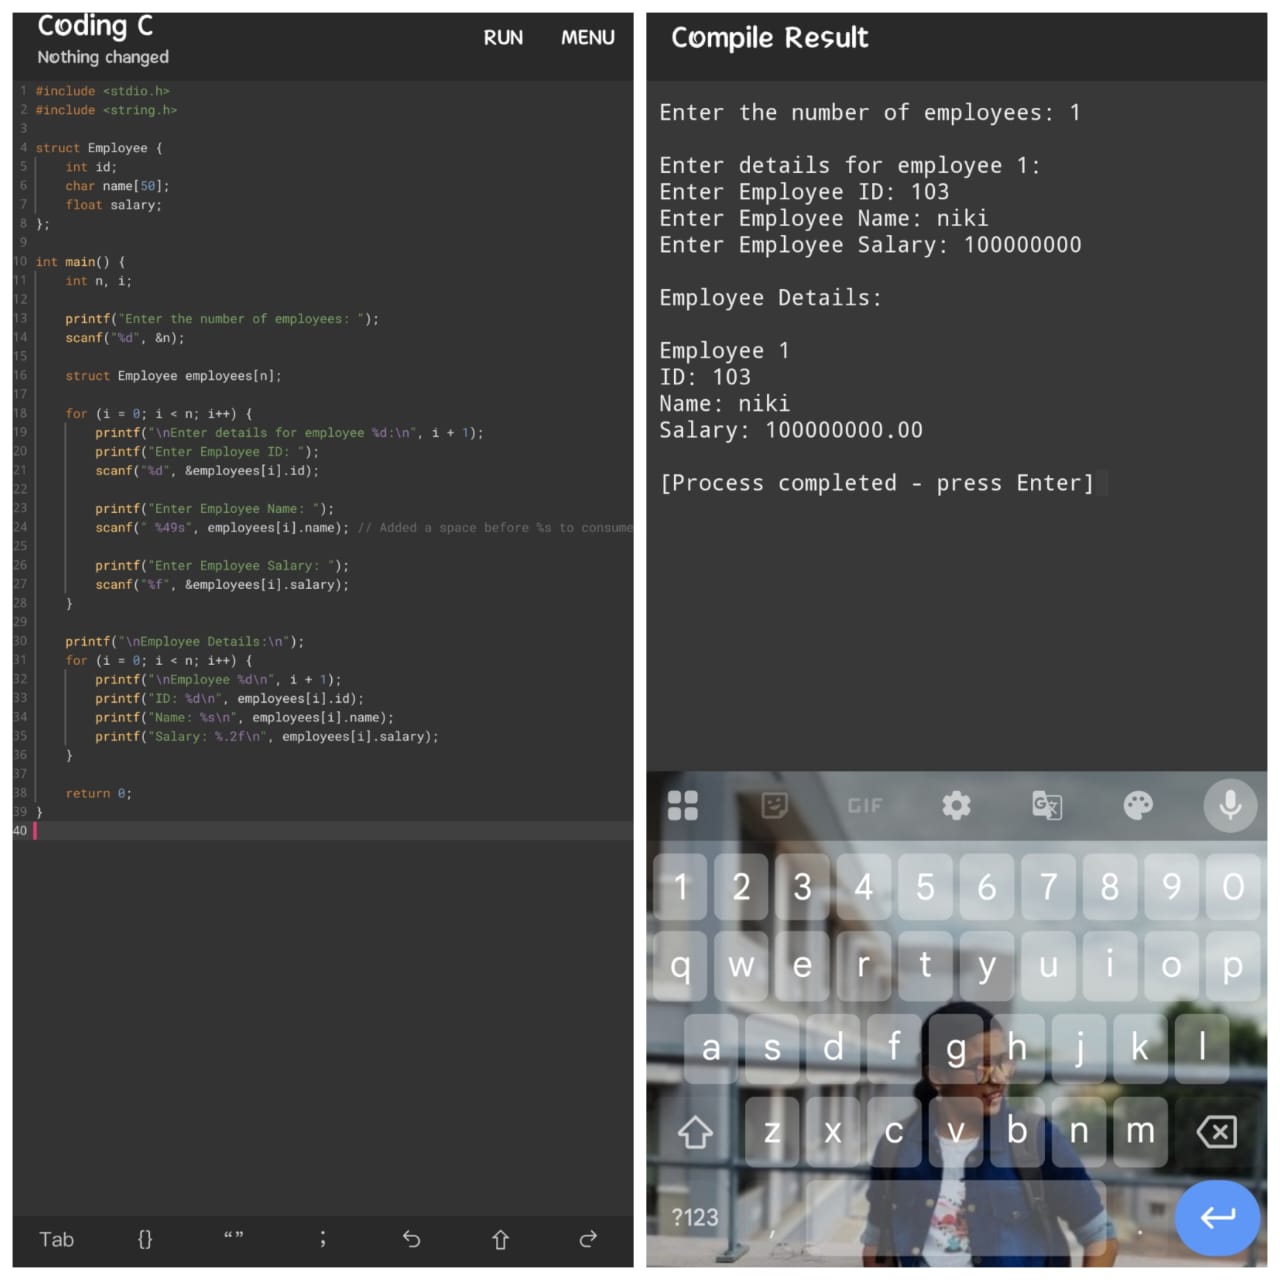 Coding C
Nothing changed
RUN MENU
1 #include <stdio.h>
2 #include <string.h>
3
4 struct Employee {
5 int id;
6 char name[50];
7 float salary;
8 };
9
10 int main() {
11 int n, i;
12
13 printf("Enter the number of employees: ");
14 scanf("%d", &n);
15
16 struct Employee employees[n];
17
18 for (i = 0; i < n; i++) {
19 printf("\nEnter details for employee %d:\n", i + 1);
20 printf("Enter Employee ID: ");
21 scanf("%d", &employees[i].id);
22
23 printf("Enter Employee Name: ");
24 scanf(" %49s", employees[i].name); // Added a space before %s to consume
25
26 printf("Enter Employee Salary: ");
27 scanf("%f", &employees[i].salary);
28 }
29
30 printf("\nEmployee Details:\n");
31 for (i = 0; i < n; i++) {
32 printf("\nEmployee %d\n", i + 1);
33 printf("ID: %d\n", employees[i].id);
34 printf("Name: %s\n", employees[i].name);
35 printf("Salary: %.2f\n", employees[i].salary);
36 }
37
38 return 0;
39 }
40
Tab {} “” ;
Compile Result
Enter the number of employees: 1
Enter details for employee 1:
Enter Employee ID: 103
Enter Employee Name: niki
Enter Employee Salary: 100000000
Employee Details:
Employee 1
ID: 103
Name: niki
Salary: 100000000.00
[Process completed - press Enter]
GIF G
1 2 3 4 5 6 7 8 9 0
q w e r t y u i o p
a s d f g h j k l
z x c v b n m
?123 , .